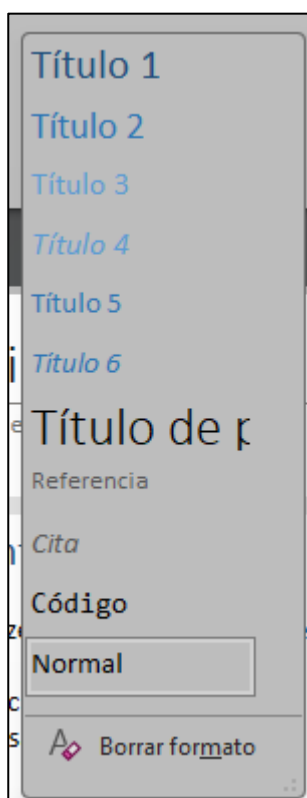 Título 1
Título 2
Título 3
Título 4
Título 5
Título 6
Título de p
Referencia
Cita
Código
Normal
Borrar formato